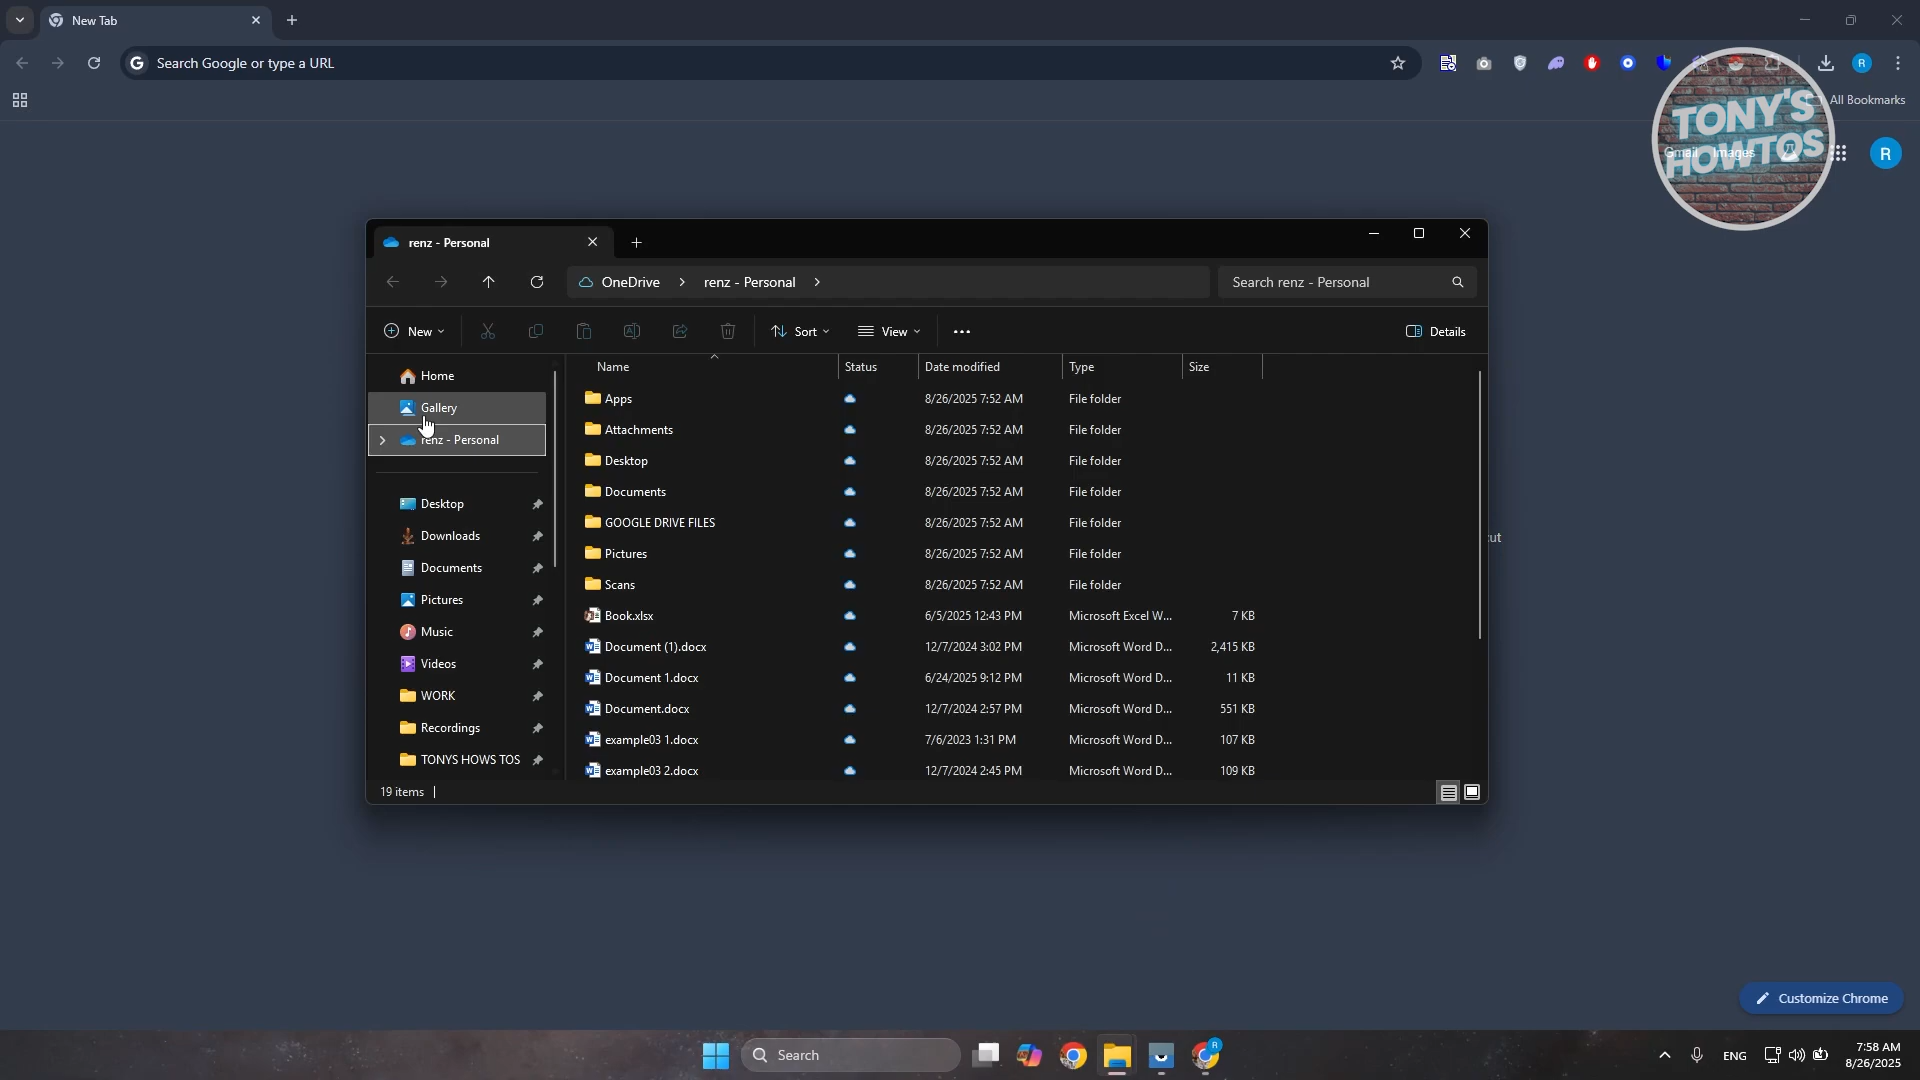 New Tab
Search Google or type a URL
All Bookmarks
TONY'S
HOWTOS
Gmail Images
R
R
renz - Personal
OneDrive > renz - Personal >
Search renz - Personal
New
Sort
View
Details
Name Status Date modified Type Size
Home
Gallery
renz - Personal
Desktop
Downloads
Documents
Pictures
Music
Videos
WORK
Recordings
TONYS HOWS TOS
Apps 8/26/2025 7:52 AM File folder
Attachments 8/26/2025 7:52 AM File folder
Desktop 8/26/2025 7:52 AM File folder
Documents 8/26/2025 7:52 AM File folder
GOOGLE DRIVE FILES 8/26/2025 7:52 AM File folder
Pictures 8/26/2025 7:52 AM File folder
Scans 8/26/2025 7:52 AM File folder
Book.xlsx 6/5/2025 12:43 PM Microsoft Excel W... 7 KB
Document (1).docx 12/7/2024 3:02 PM Microsoft Word D... 2,415 KB
Document 1.docx 6/24/2025 9:12 PM Microsoft Word D... 11 KB
Document.docx 12/7/2024 2:57 PM Microsoft Word D... 551 KB
example03 1.docx 7/6/2023 1:31 PM Microsoft Word D... 107 KB
example03 2.docx 12/7/2024 2:45 PM Microsoft Word D... 109 KB
19 items
cut
Customize Chrome
Search
R
ENG
7:58 AM
8/26/2025